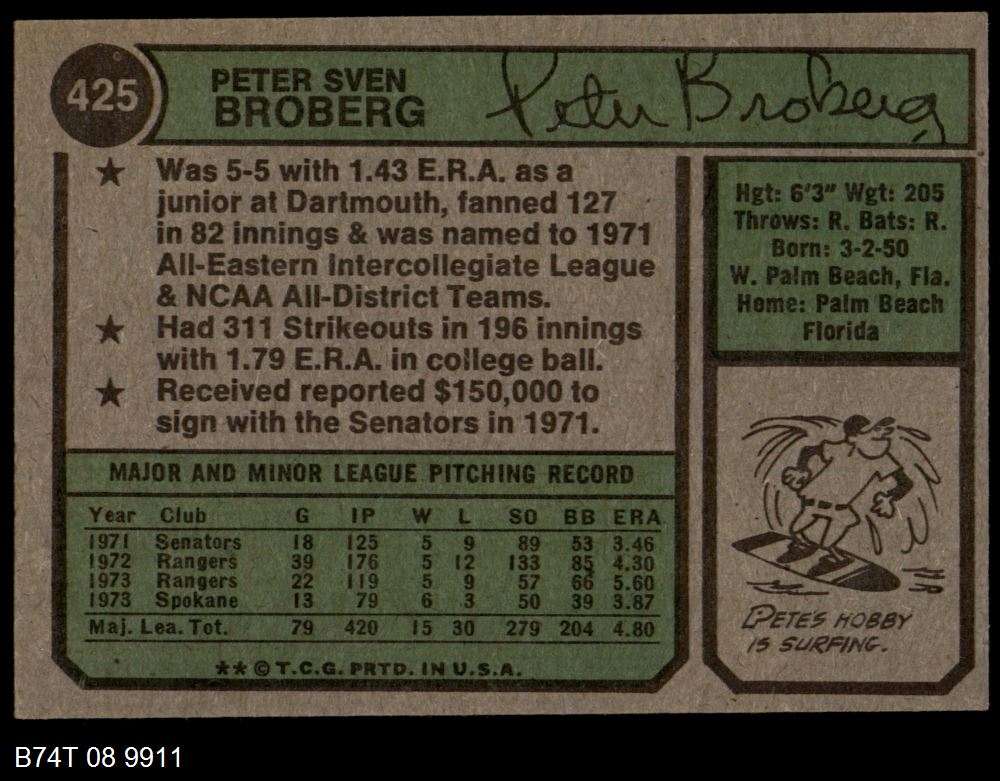 425
PETER SVEN
BROBERG
Peter Broberg
★ Was 5-5 with 1.43 E.R.A. as a
junior at Dartmouth, fanned 127
in 82 innings & was named to 1971
All-Eastern Intercollegiate League
& NCAA All-District Teams.
★ Had 311 Strikeouts in 196 innings
with 1.79 E.R.A. in college ball.
★ Received reported $150,000 to
sign with the Senators in 1971.
Hgt: 6'3" Wgt: 205
Throws: R. Bats: R.
Born: 3-2-50
W. Palm Beach, Fla.
Home: Palm Beach
Florida
MAJOR AND MINOR LEAGUE PITCHING RECORD
Year Club G IP W L SO BB ERA
1971 Senators 18 125 5 9 89 53 3.46
1972 Rangers 39 176 5 12 133 85 4.30
1973 Rangers 22 119 5 9 57 66 5.60
1973 Spokane 13 79 6 3 50 39 3.87
Maj. Lea. Tot. 79 420 15 30 279 204 4.80
**©T.C.G. PRTD. IN U.S.A.
PETE'S HOBBY
IS SURFING.
B74T 08 9911